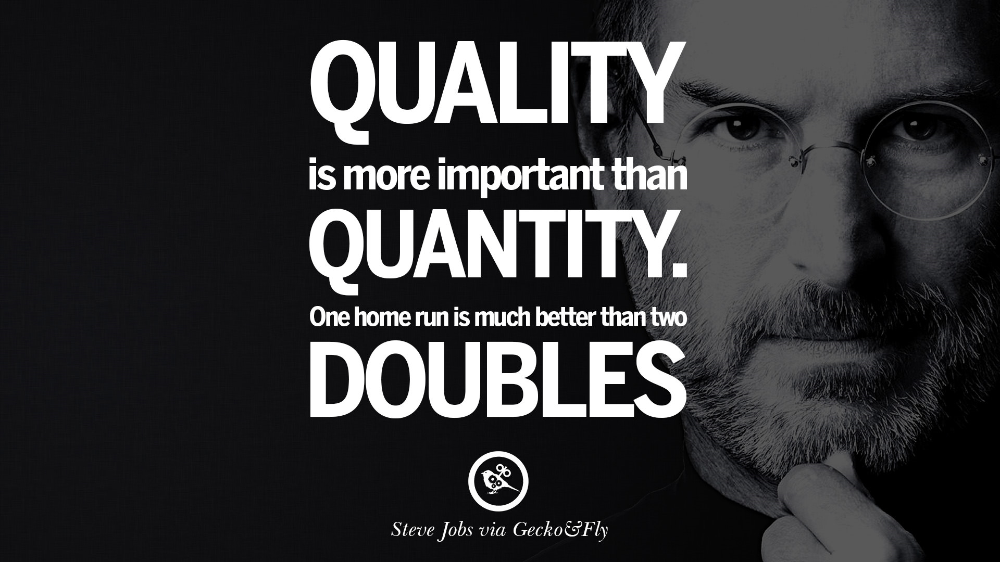 QUALITY
is more important than
QUANTITY.
One home run is much better than two
DOUBLES
Steve Jobs via Gecko&Fly